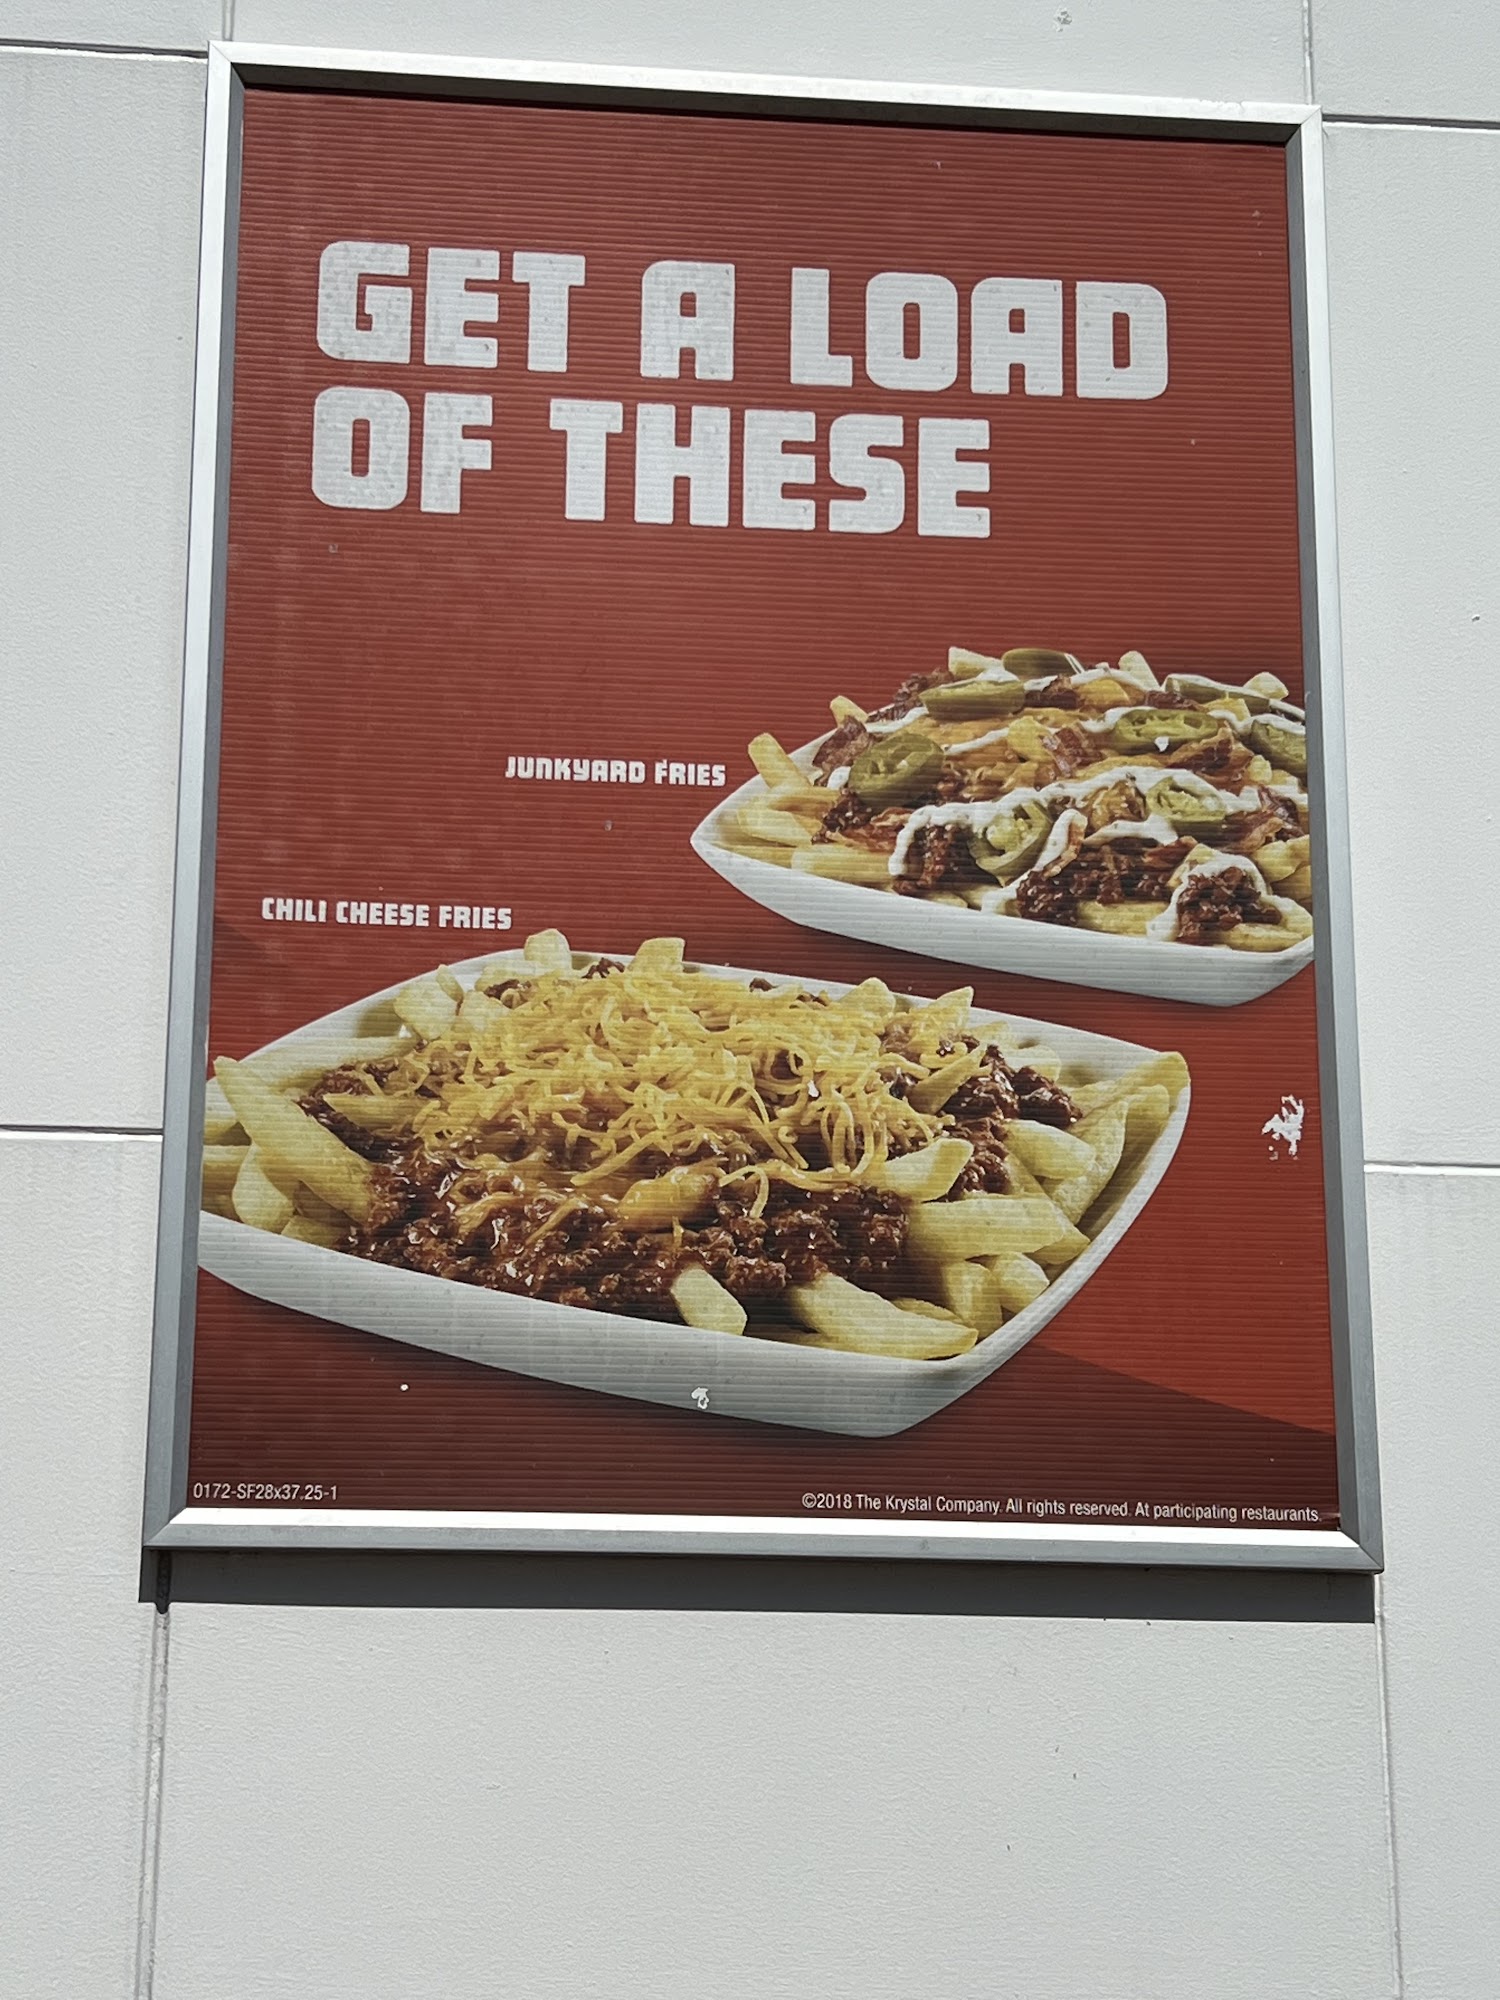 GET A LOAD
OF THESE
JUNKYARD FRIES
CHILI CHEESE FRIES
0172-SF28x37.25-1
©2018 The Krystal Company. All rights reserved. At participating restaurants.